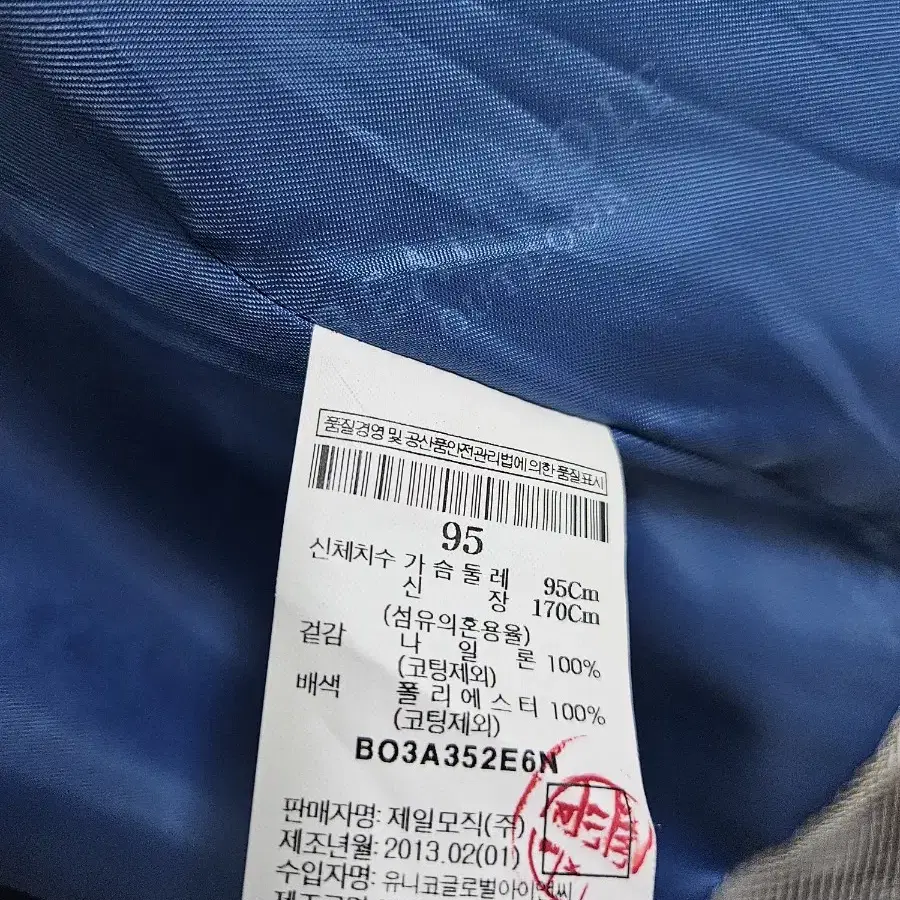 품질경영 및 공산품안전관리법에 의한 품질표시
95
신체치수 가 슴 둘 레 95Cm
신 장 170Cm
(섬유의혼용율)
겉감 나 일 론 100%
(코팅제외)
배색 폴 리 에 스 터 100%
(코팅제외)
BO3A352E6N
판매자명: 제일모직(주)
제조년월: 2013.02(01)
수입자명: 유니코글로벌아이앤씨